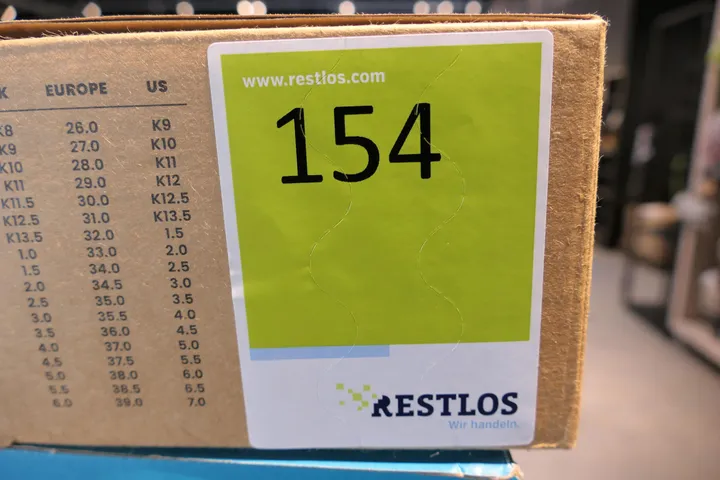 K EUROPE US
K8 26.0 K9
K9 27.0 K10
K10 28.0 K11
K11 29.0 K12
K11.5 30.0 K12.5
K12.5 31.0 K13.5
K13.5 32.0 1.5
1.0 33.0 2.0
1.5 34.0 2.5
2.0 34.5 3.0
2.5 35.0 3.5
3.0 35.5 4.0
3.5 36.0 4.5
4.0 37.0 5.0
4.5 37.5 5.5
5.0 38.0 6.0
5.5 38.5 6.5
6.0 39.0 7.0
www.restlos.com
154
RESTLOS
Wir handeln.